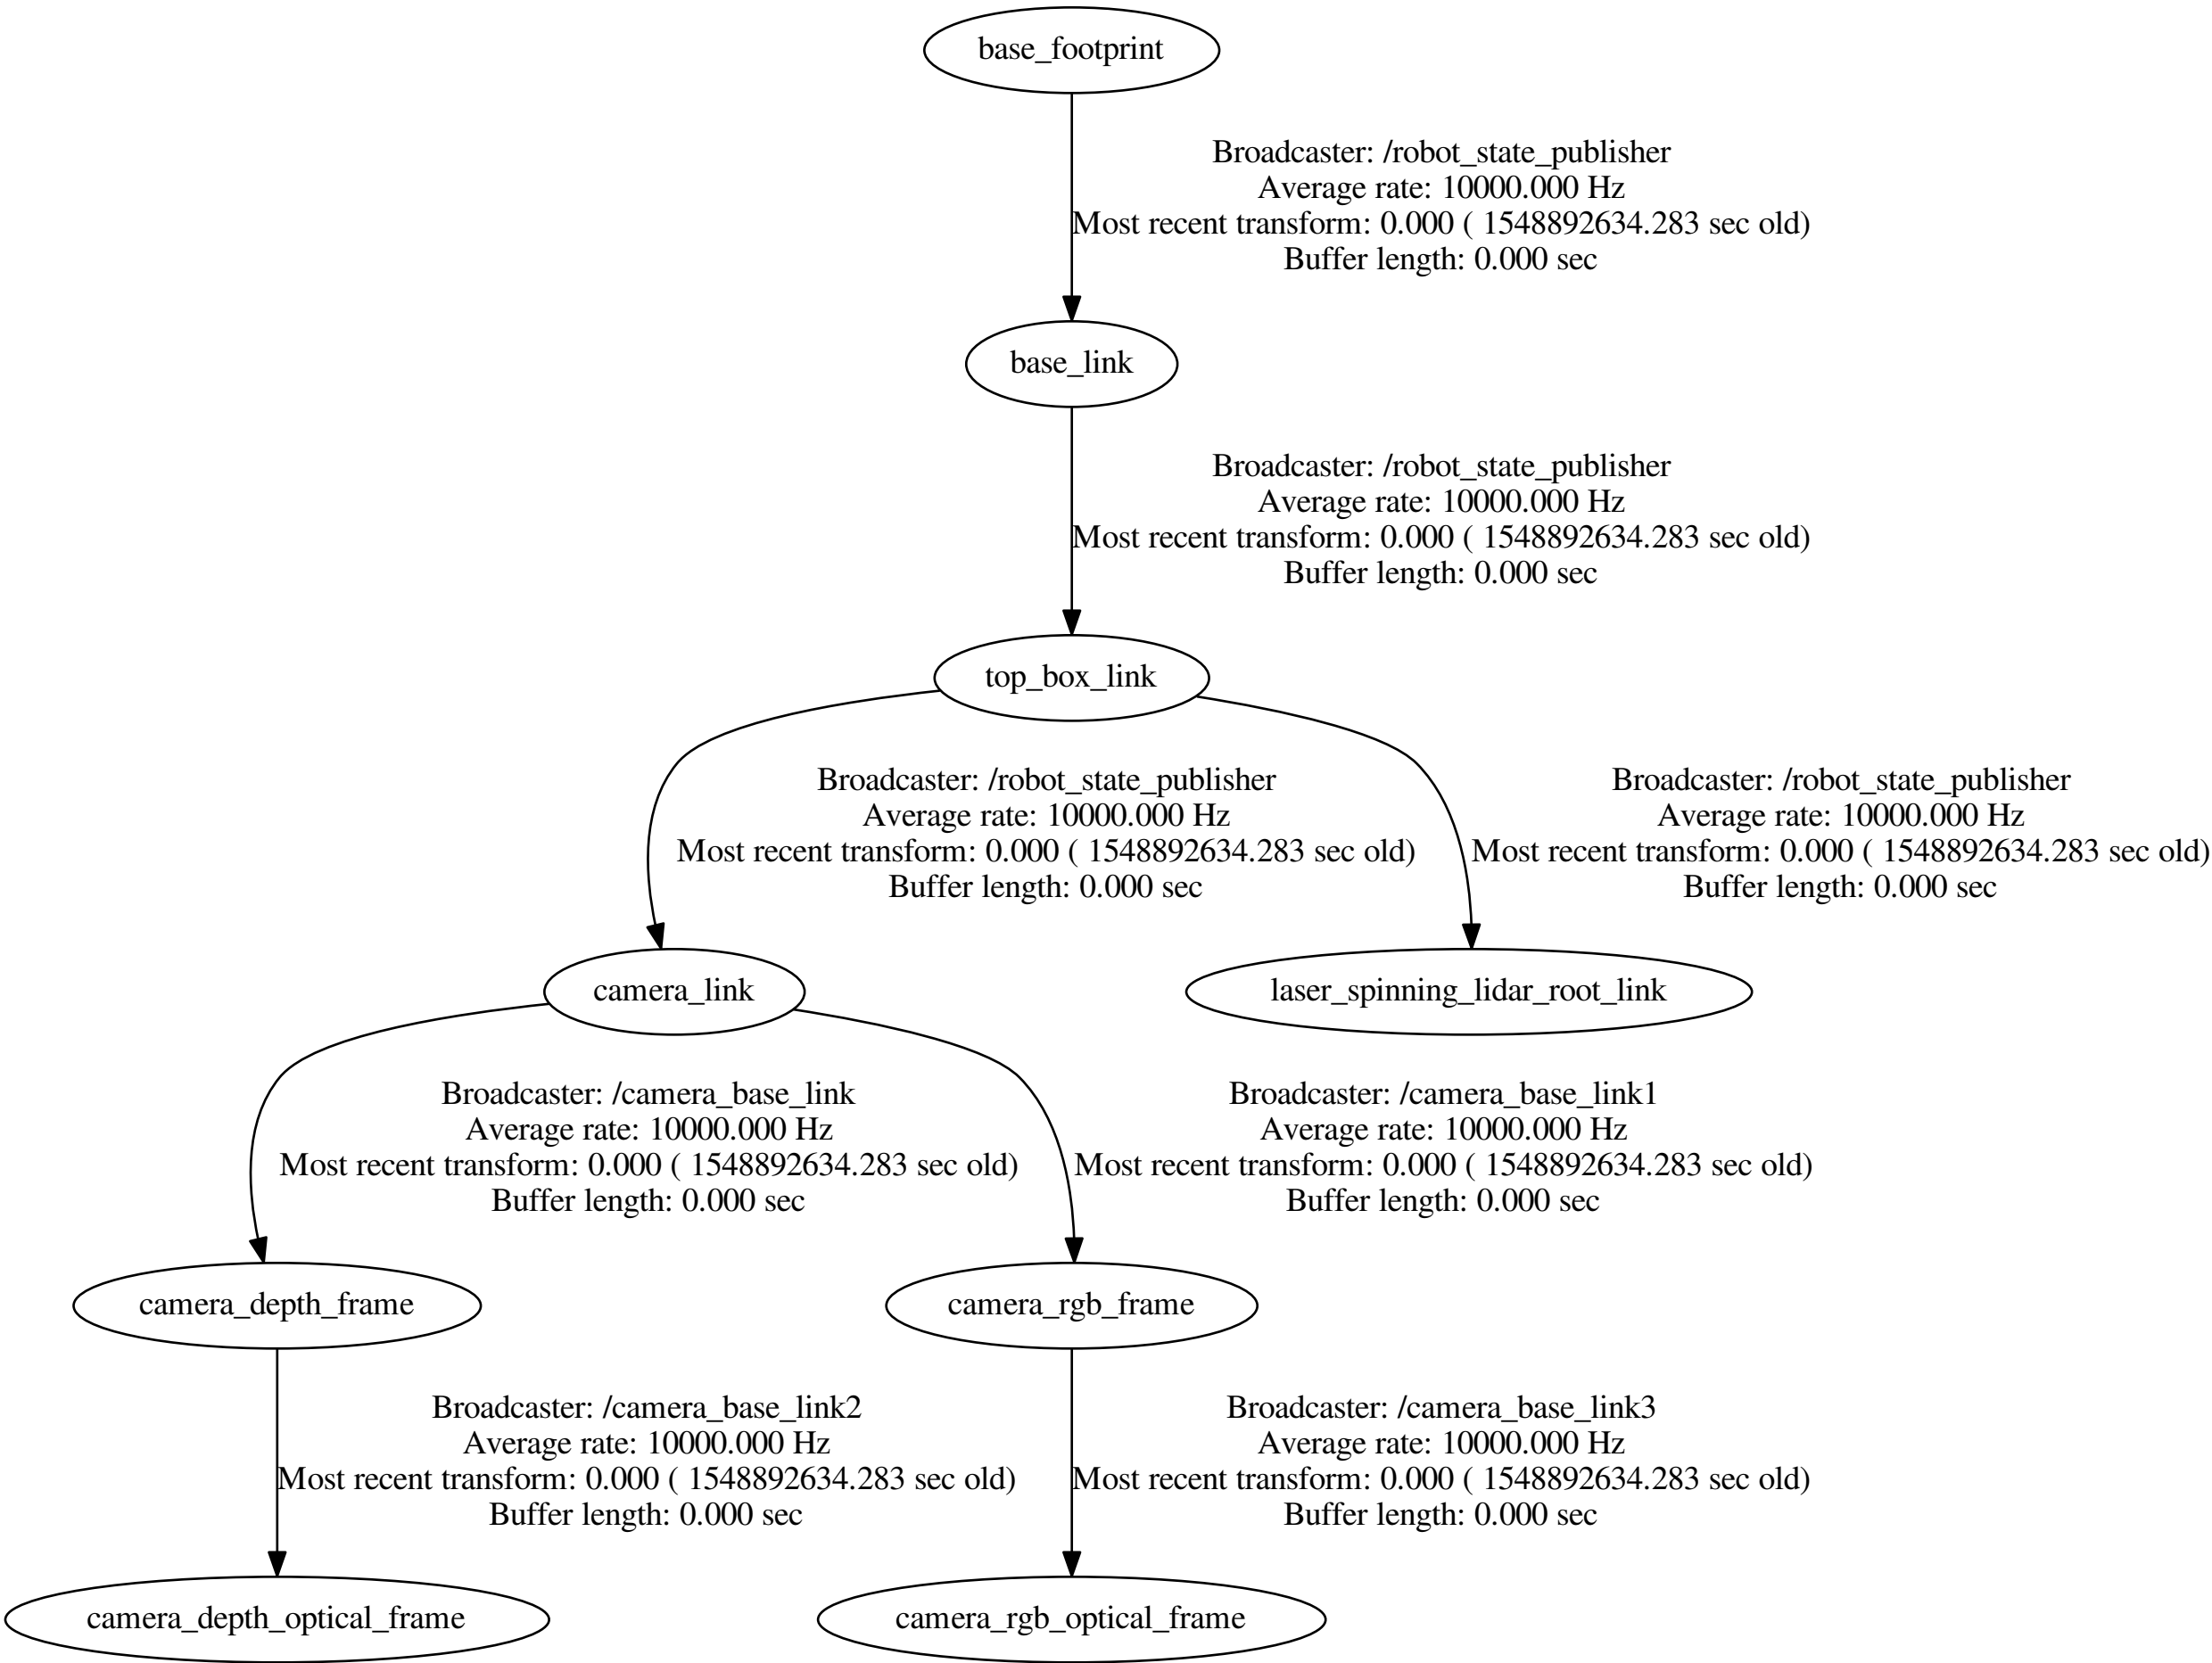 base_footprint
Broadcaster: /robot_state_publisher
Average rate: 10000.000 Hz
Most recent transform: 0.000 ( 1548892634.283 sec old)
Buffer length: 0.000 sec
base_link
Broadcaster: /robot_state_publisher
Average rate: 10000.000 Hz
Most recent transform: 0.000 ( 1548892634.283 sec old)
Buffer length: 0.000 sec
top_box_link
Broadcaster: /robot_state_publisher
Average rate: 10000.000 Hz
Most recent transform: 0.000 ( 1548892634.283 sec old)
Buffer length: 0.000 sec
Broadcaster: /robot_state_publisher
Average rate: 10000.000 Hz
Most recent transform: 0.000 ( 1548892634.283 sec old)
Buffer length: 0.000 sec
camera_link
laser_spinning_lidar_root_link
Broadcaster: /camera_base_link
Average rate: 10000.000 Hz
Most recent transform: 0.000 ( 1548892634.283 sec old)
Buffer length: 0.000 sec
Broadcaster: /camera_base_link1
Average rate: 10000.000 Hz
Most recent transform: 0.000 ( 1548892634.283 sec old)
Buffer length: 0.000 sec
camera_depth_frame
camera_rgb_frame
Broadcaster: /camera_base_link2
Average rate: 10000.000 Hz
Most recent transform: 0.000 ( 1548892634.283 sec old)
Buffer length: 0.000 sec
Broadcaster: /camera_base_link3
Average rate: 10000.000 Hz
Most recent transform: 0.000 ( 1548892634.283 sec old)
Buffer length: 0.000 sec
camera_depth_optical_frame
camera_rgb_optical_frame